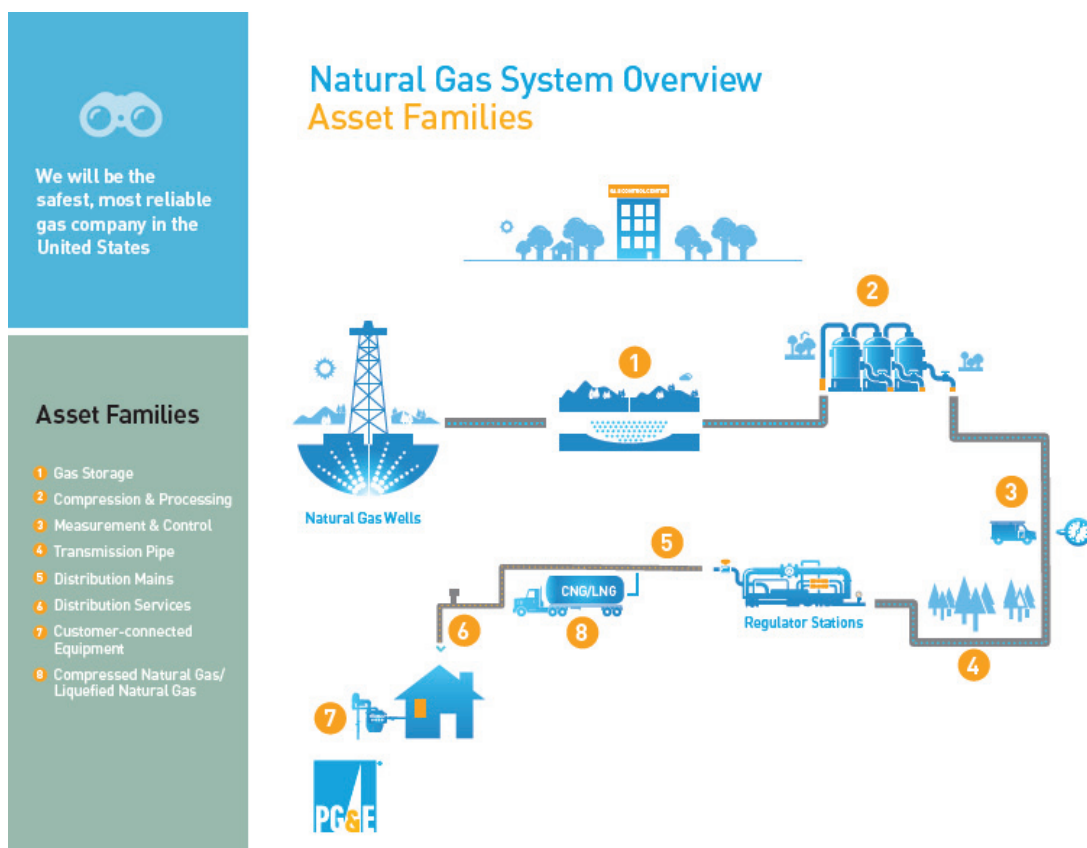 We will be the
safest, most reliable
gas company in the
United States
Asset Families
1 Gas Storage
2 Compression & Processing
3 Measurement & Control
4 Transmission Pipe
5 Distribution Mains
6 Distribution Services
7 Customer-connected
Equipment
8 Compressed Natural Gas/
Liquefied Natural Gas
Natural Gas System Overview
Asset Families
GAS CONTROL CENTER
2
1
Natural Gas Wells
3
5
CNG/LNG
Regulator Stations
6
8
4
7
PG&E